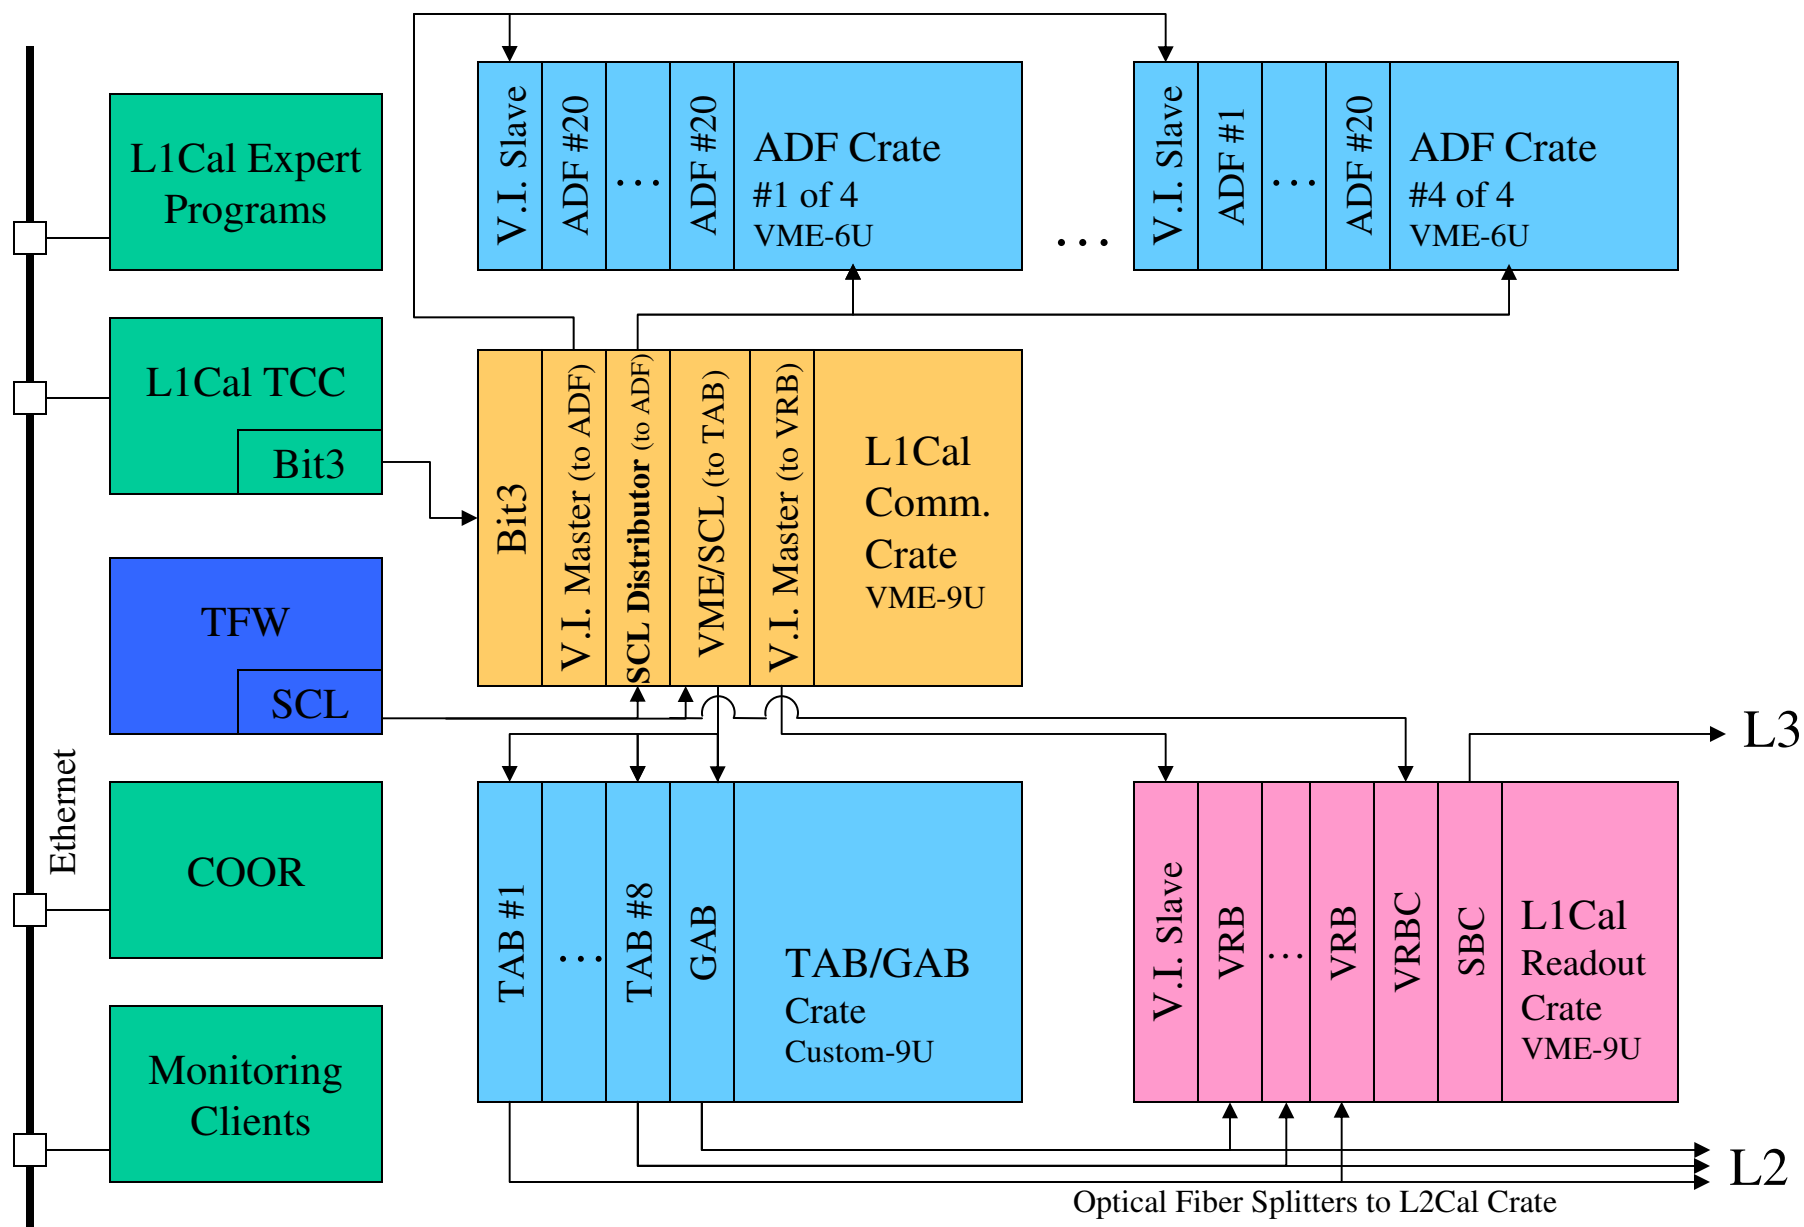 L1Cal Expert
Programs
L1Cal TCC
Bit3
TFW
SCL
Ethernet
COOR
Monitoring
Clients
V.I. Slave
ADF #20
...
ADF #20
ADF Crate
#1 of 4
VME-6U
...
V.I. Slave
ADF #1
...
ADF #20
ADF Crate
#4 of 4
VME-6U
Bit3
V.I. Master (to ADF)
SCL Distributor (to ADF)
VME/SCL (to TAB)
V.I. Master (to VRB)
L1Cal
Comm.
Crate
VME-9U
TAB #1
...
TAB #8
GAB
TAB/GAB
Crate
Custom-9U
V.I. Slave
VRB
...
VRB
VRBC
SBC
L1Cal
Readout
Crate
VME-9U
L3
L2
Optical Fiber Splitters to L2Cal Crate